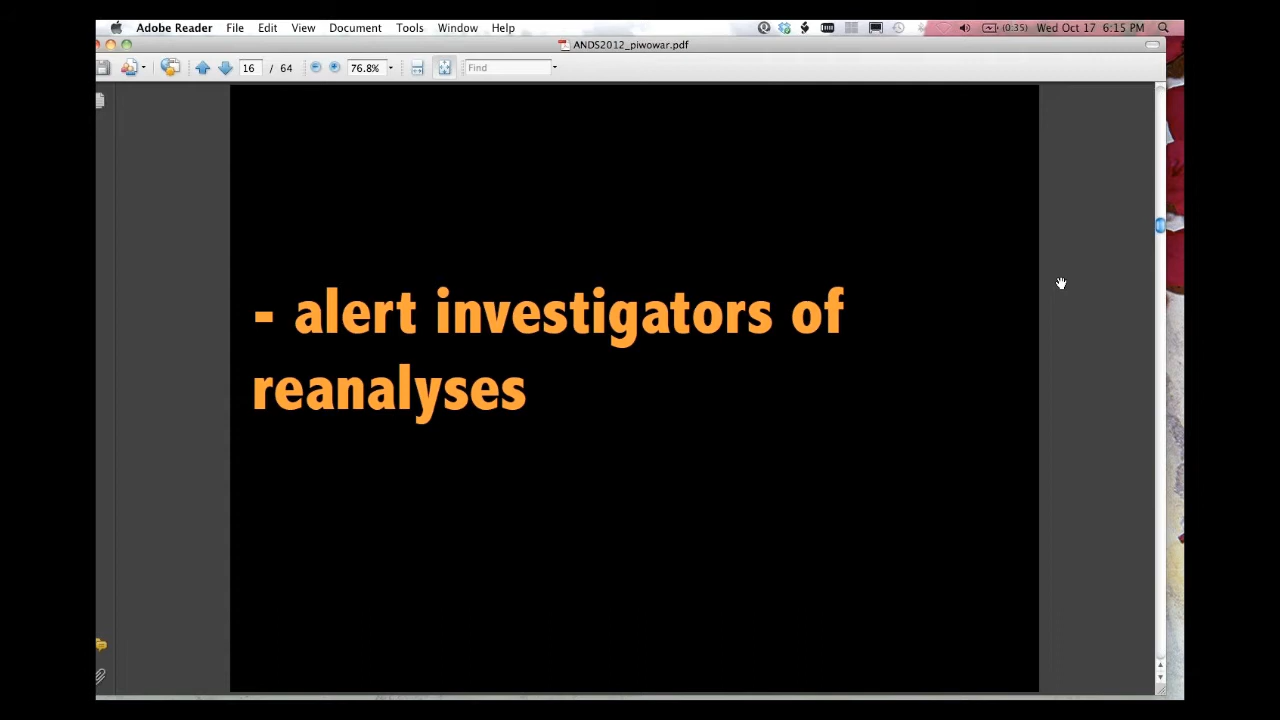 Adobe Reader File Edit View Document Tools Window Help (0:35) Wed Oct 17 6:15 PM
ANDS2012_piwowar.pdf
16 / 64 76.8% Find
- alert investigators of
reanalyses